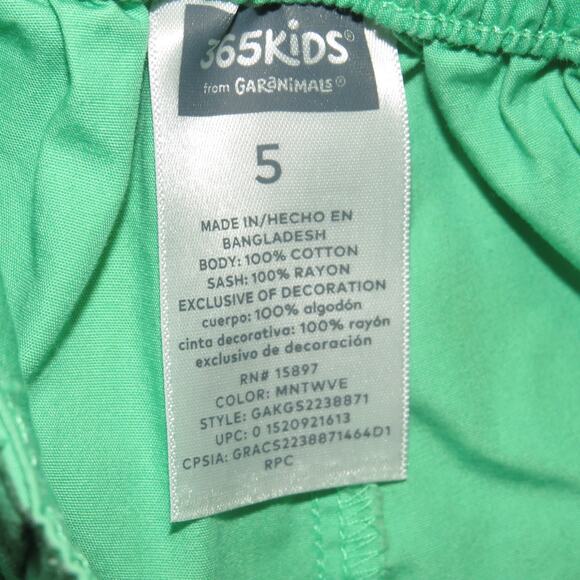 365KiDS®
from GARaNiMALS®
5
MADE IN/HECHO EN
BANGLADESH
BODY: 100% COTTON
SASH: 100% RAYON
EXCLUSIVE OF DECORATION
cuerpo: 100% algodón
cinta decorativa: 100% rayón
exclusivo de decoración
RN# 15897
COLOR: MNTWVE
STYLE: GAKGS2238871
UPC: 0 1520921613
CPSIA: GRACS2238871464D1
RPC